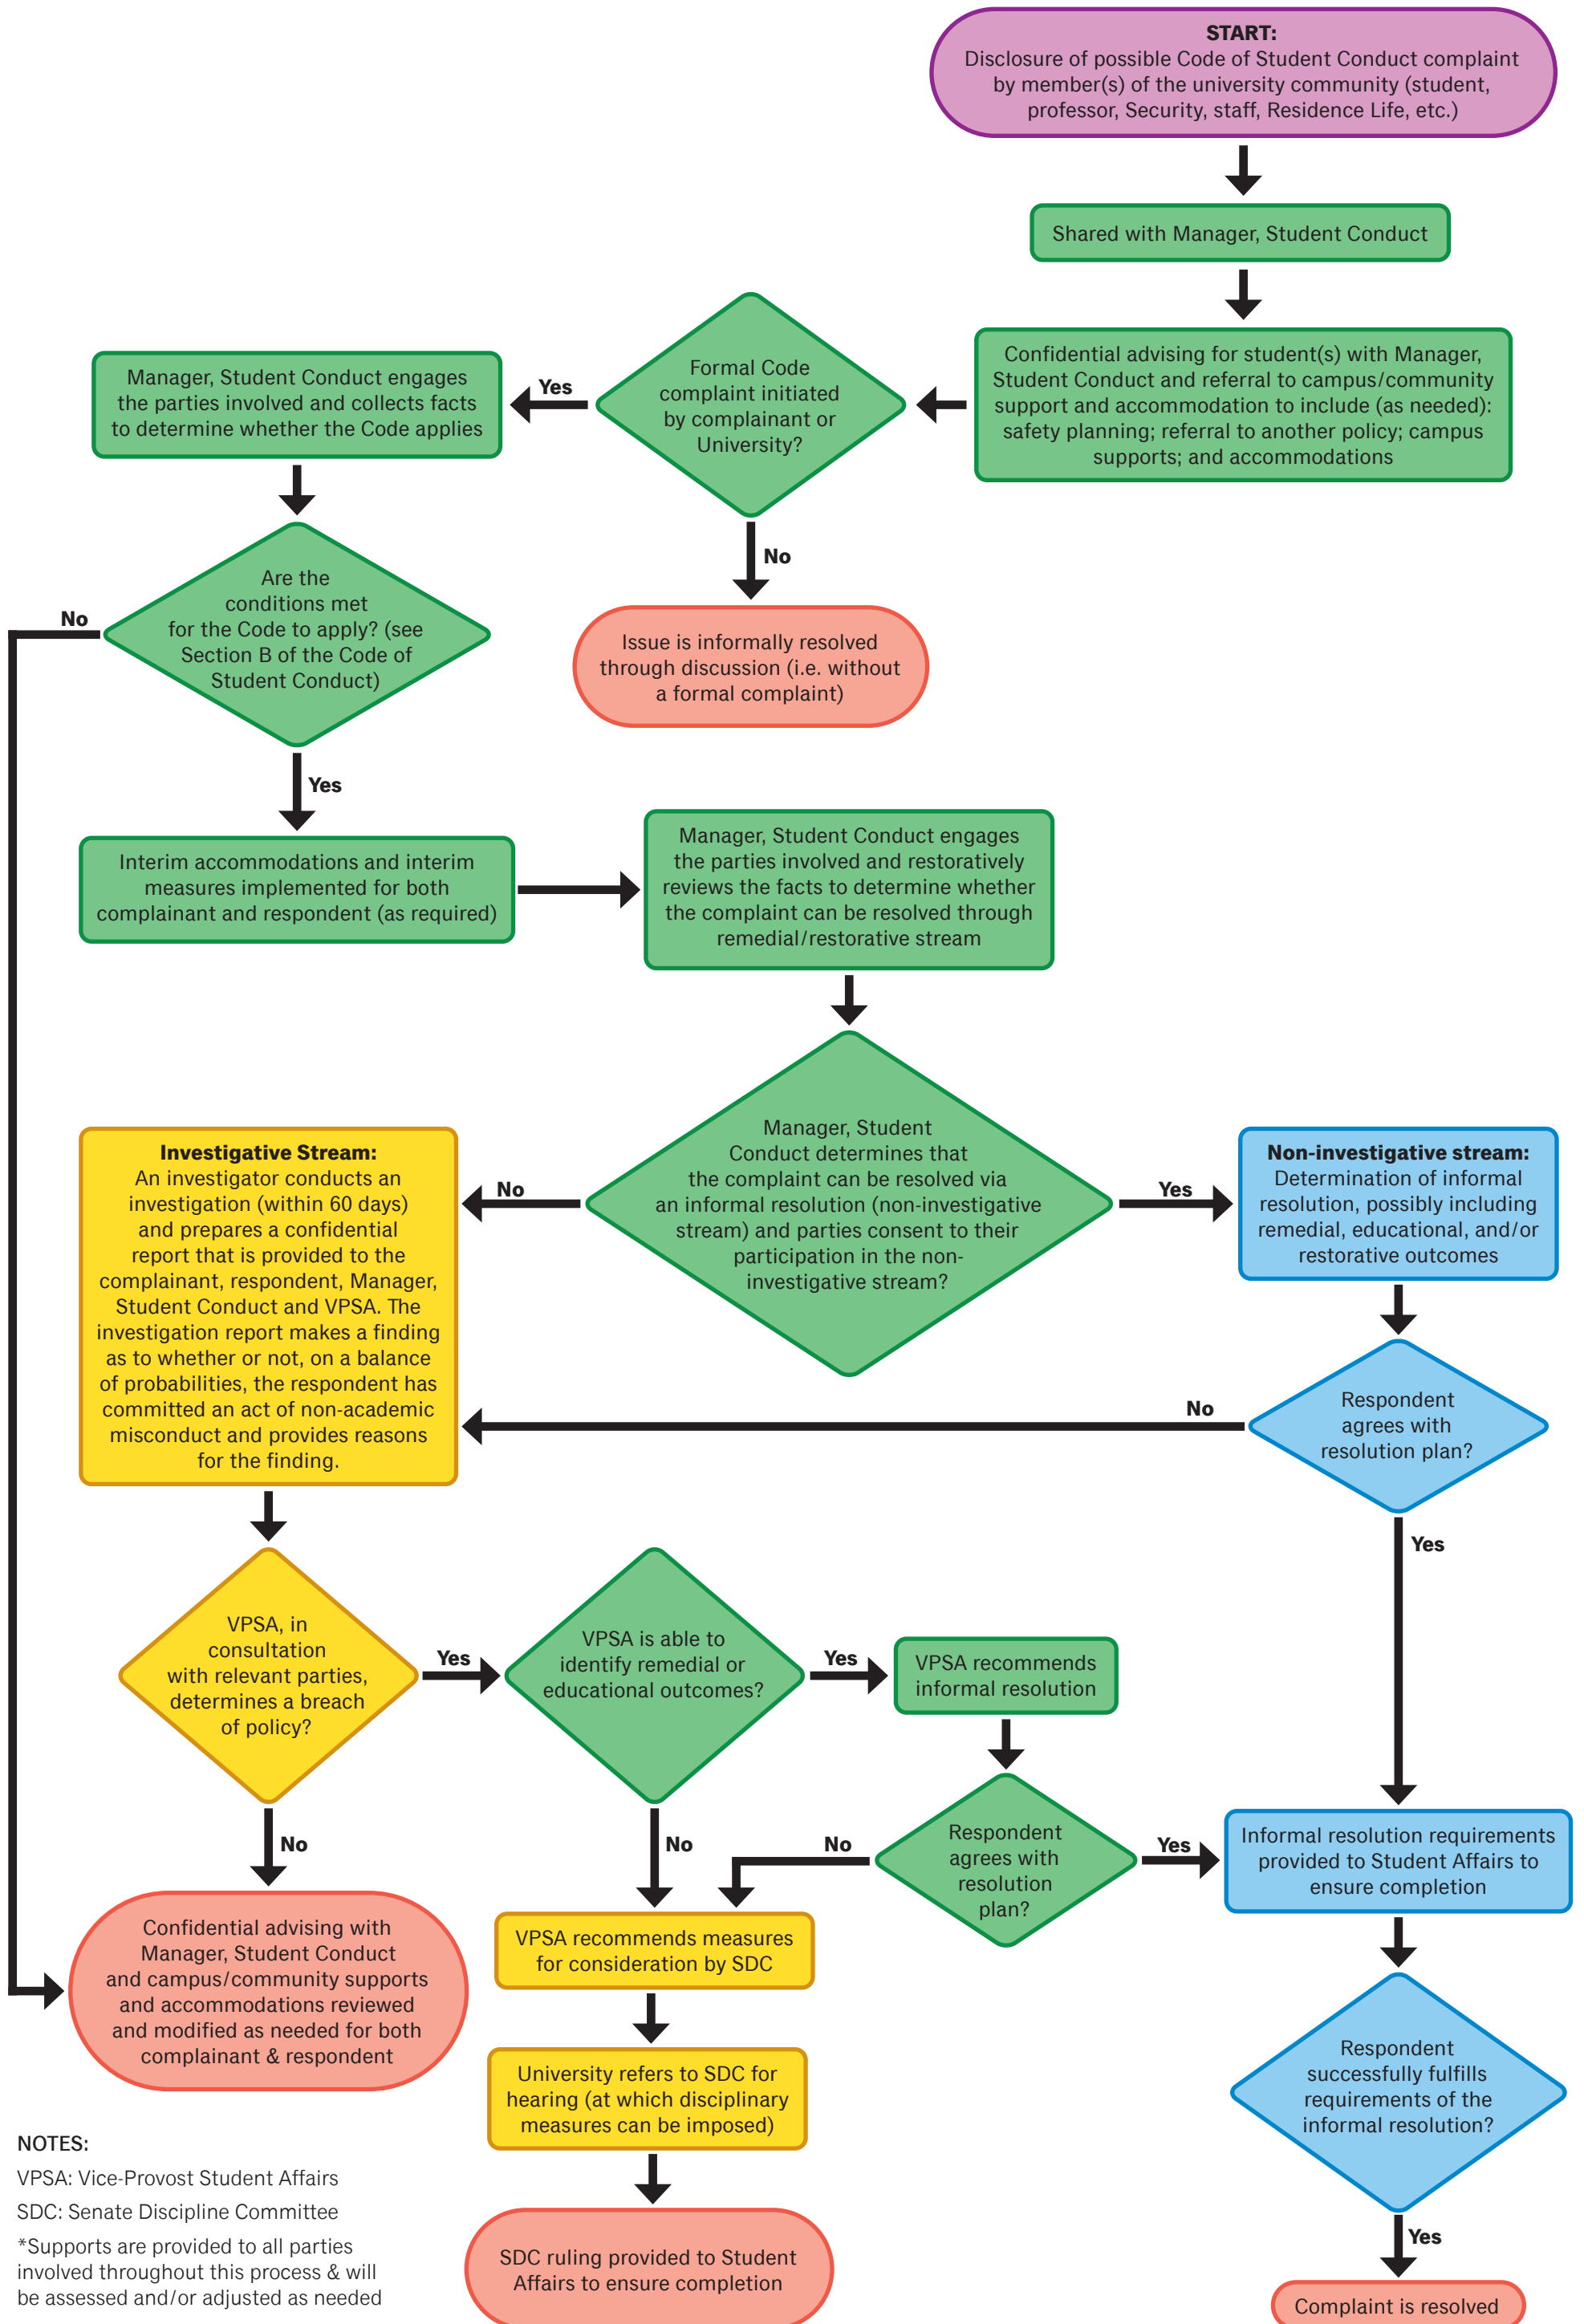 START:
Disclosure of possible Code of Student Conduct complaint
by member(s) of the university community (student,
professor, Security, staff, Residence Life, etc.)
Shared with Manager, Student Conduct
Confidential advising for student(s) with Manager,
Student Conduct and referral to campus/community
support and accommodation to include (as needed):
safety planning; referral to another policy; campus
supports; and accommodations
Formal Code
complaint initiated
by complainant or
University?
Yes
Manager, Student Conduct engages
the parties involved and collects facts
to determine whether the Code applies
No
Issue is informally resolved
through discussion (i.e. without
a formal complaint)
Are the
conditions met
for the Code to apply? (see
Section B of the Code of
Student Conduct)
No
Yes
Interim accommodations and interim
measures implemented for both
complainant and respondent (as required)
Manager, Student Conduct engages
the parties involved and restoratively
reviews the facts to determine whether
the complaint can be resolved through
remedial/restorative stream
Manager, Student
Conduct determines that
the complaint can be resolved via
an informal resolution (non-investigative
stream) and parties consent to their
participation in the non-
investigative stream?
No
Yes
Investigative Stream:
An investigator conducts an
investigation (within 60 days)
and prepares a confidential
report that is provided to the
complainant, respondent, Manager,
Student Conduct and VPSA. The
investigation report makes a finding
as to whether or not, on a balance
of probabilities, the respondent has
committed an act of non-academic
misconduct and provides reasons
for the finding.
Non-investigative stream:
Determination of informal
resolution, possibly including
remedial, educational, and/or
restorative outcomes
Respondent
agrees with
resolution plan?
No
Yes
VPSA, in
consultation
with relevant parties,
determines a breach
of policy?
Yes
No
VPSA is able to
identify remedial or
educational outcomes?
Yes
No
VPSA recommends
informal resolution
Respondent
agrees with
resolution
plan?
No
Yes
Informal resolution requirements
provided to Student Affairs to
ensure completion
Confidential advising with
Manager, Student Conduct
and campus/community supports
and accommodations reviewed
and modified as needed for both
complainant & respondent
VPSA recommends measures
for consideration by SDC
University refers to SDC for
hearing (at which disciplinary
measures can be imposed)
SDC ruling provided to Student
Affairs to ensure completion
Respondent
successfully fulfills
requirements of the
informal resolution?
Yes
Complaint is resolved
NOTES:
VPSA: Vice-Provost Student Affairs
SDC: Senate Discipline Committee
*Supports are provided to all parties
involved throughout this process & will
be assessed and/or adjusted as needed